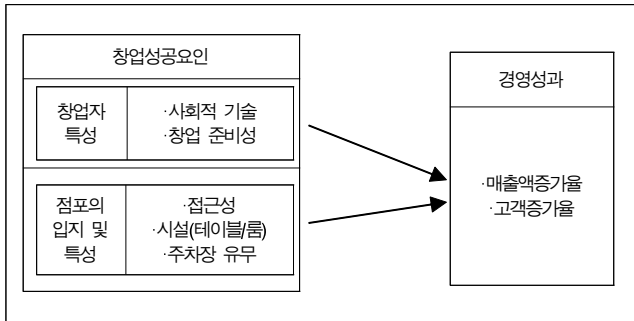 창업성공요인
창업자
특성
·사회적 기술
·창업 준비성
점포의
입지 및
특성
·접근성
·시설(테이블/룸)
·주차장 유무
경영성과
·매출액증가율
·고객증가율